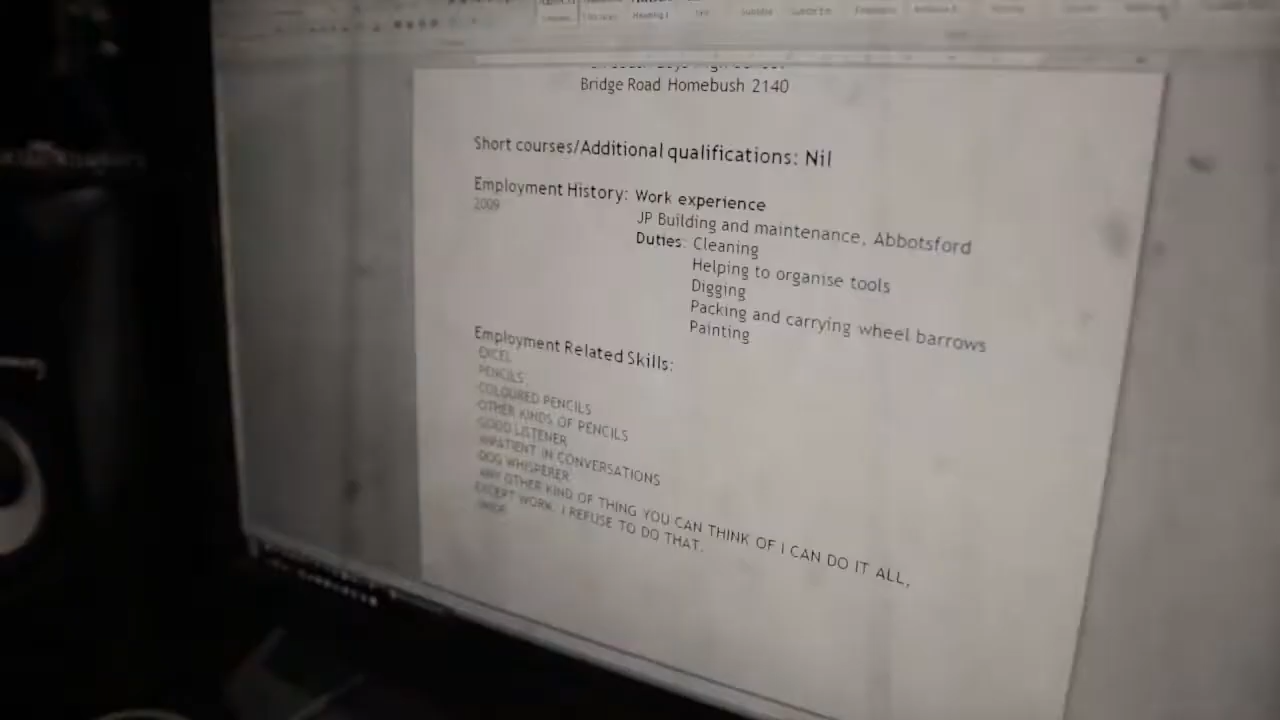 Heading 1
Bridge Road Homebush 2140
Short courses/Additional qualifications: Nil
Employment History: Work experience
2009
JP Building and maintenance, Abbotsford
Duties: Cleaning
Helping to organise tools
Digging
Packing and carrying wheel barrows
Painting
Employment Related Skills:
EXCEL
PENCILS
COLOURED PENCILS
OTHER KINDS OF PENCILS
GOOD LISTENER
INPATIENT IN CONVERSATIONS
DOG WHISPERER
ANY OTHER KIND OF THING YOU CAN THINK OF I CAN DO IT ALL,
EXCEPT WORK. I REFUSE TO DO THAT.